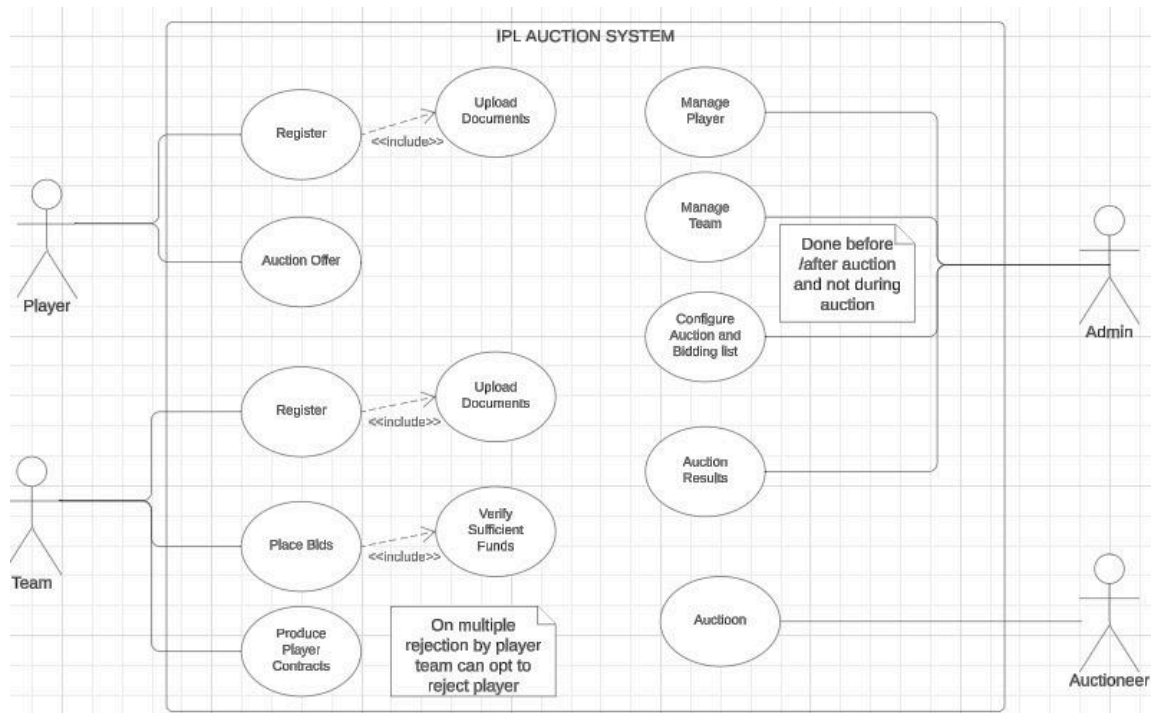 IPL AUCTION SYSTEM
Register
<<include>>
Upload
Documents
Auction Offer
Player
Register
<<include>>
Upload
Documents
Place Bids
<<include>>
Verify
Sufficient
Funds
Produce
Player
Contracts
On multiple
rejection by player
team can opt to
reject player
Team
Manage
Player
Manage
Team
Done before
/after auction
and not during
auction
Configure
Auction and
Bidding list
Auction
Results
Admin
Auctioon
Auctioneer